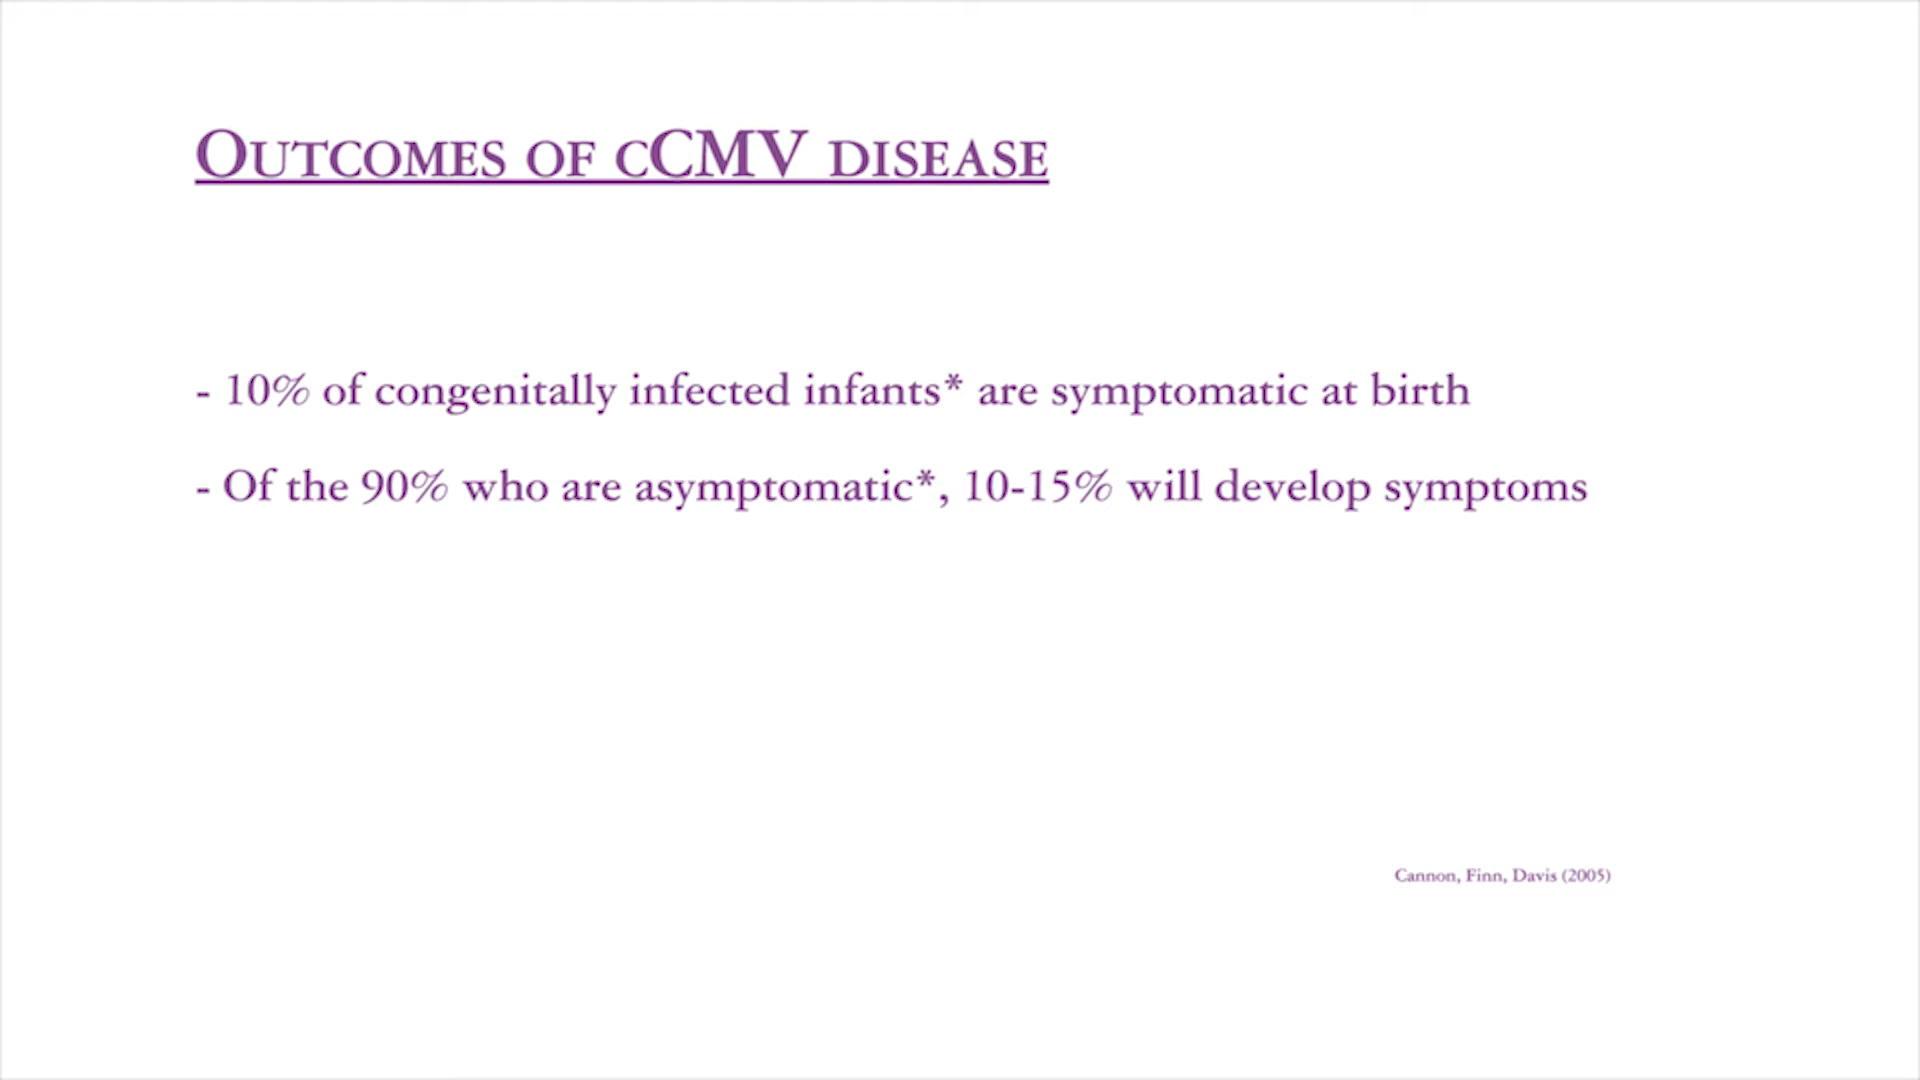 Outcomes of cCMV disease
- 10% of congenitally infected infants* are symptomatic at birth
- Of the 90% who are asymptomatic*, 10-15% will develop symptoms
Cannon, Finn, Davis (2005)